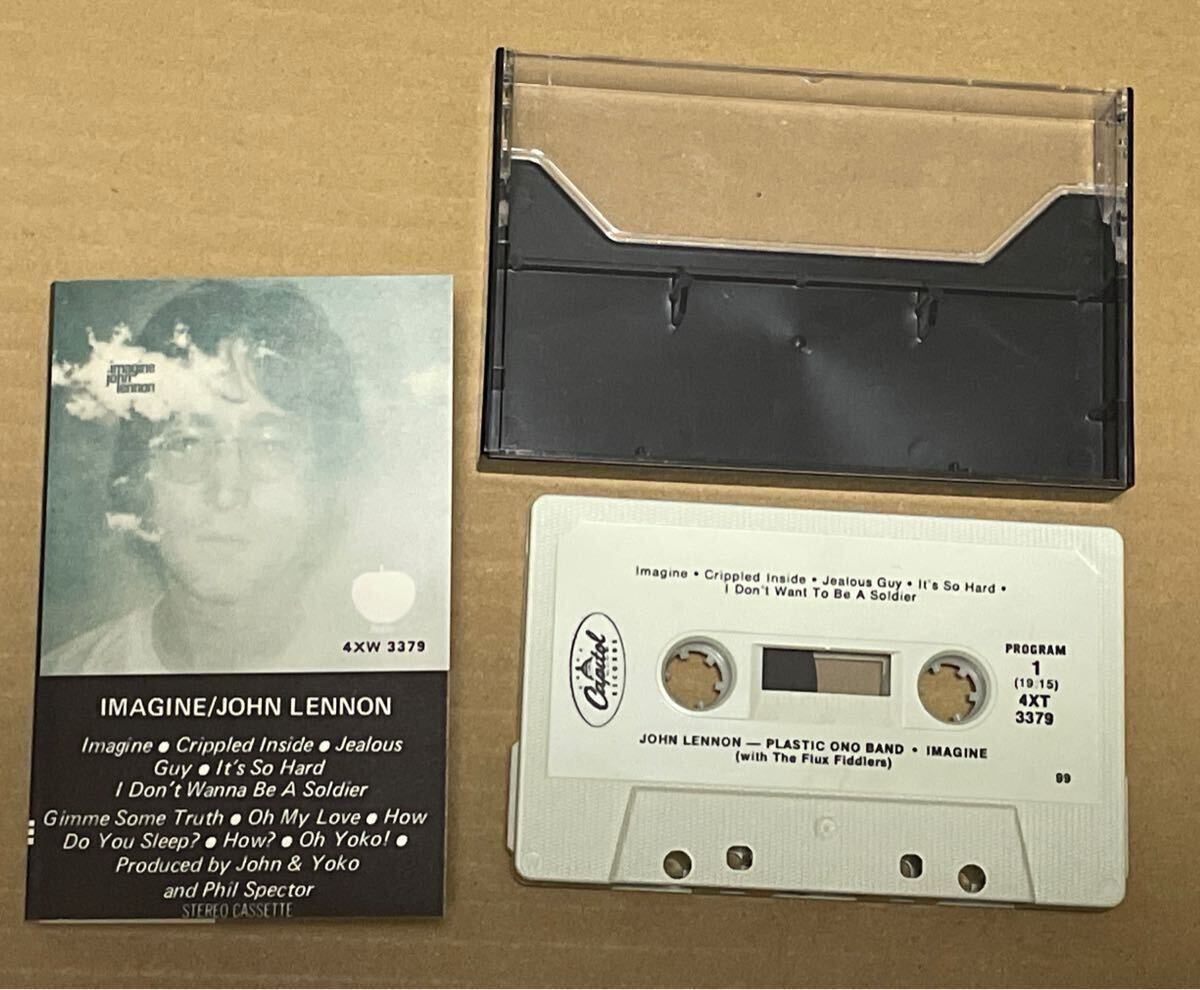 imagine
john
lennon
4XW 3379
IMAGINE/JOHN LENNON
Imagine ● Crippled Inside ● Jealous
Guy ● It's So Hard
I Don't Wanna Be A Soldier
Gimme Some Truth ● Oh My Love ● How
Do You Sleep? ● How? ● Oh Yoko! ●
Produced by John & Yoko
and Phil Spector
STEREO CASSETTE
Imagine • Crippled Inside • Jealous Guy • It's So Hard •
I Don't Want To Be A Soldier
Capitol
RECORDS
PROGRAM
1
(19:15)
4XT
3379
JOHN LENNON — PLASTIC ONO BAND • IMAGINE
(with The Flux Fiddlers)
99